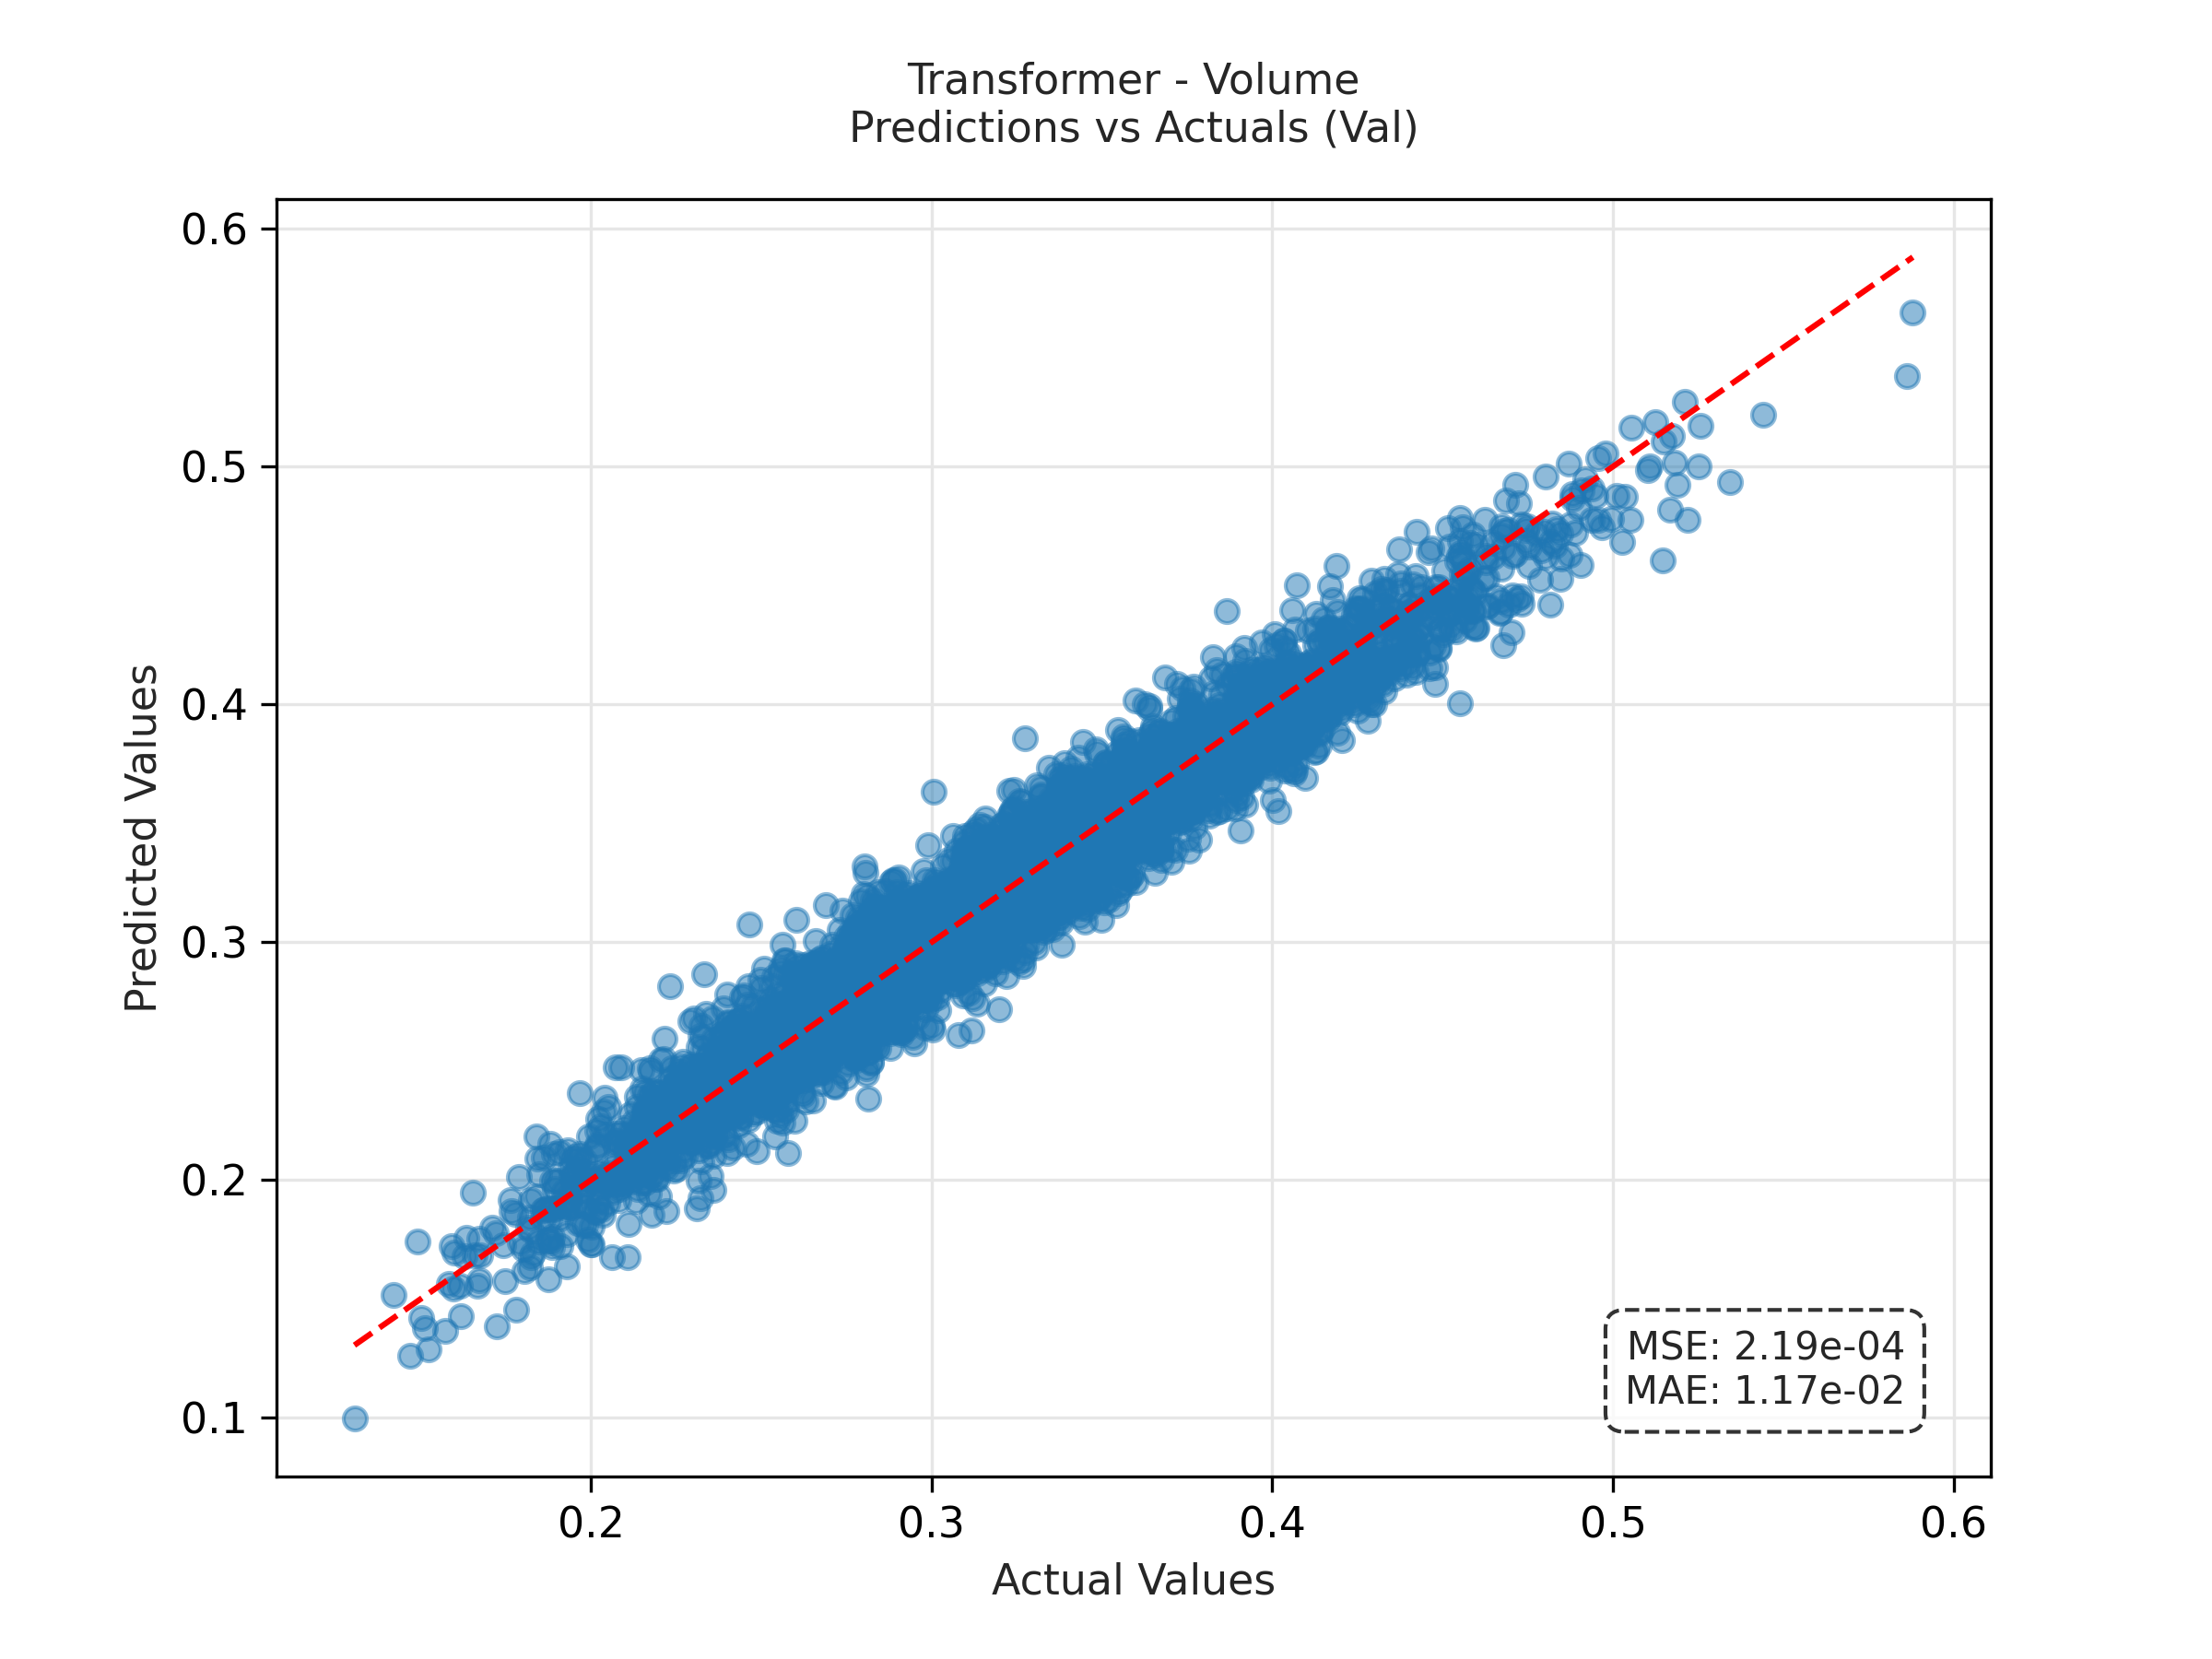 Transformer - Volume
Predictions vs Actuals (Val)
0.6
0.5
0.4
0.3
0.2
0.1
Predicted Values
MSE: 2.19e-04
MAE: 1.17e-02
0.2 0.3 0.4 0.5 0.6
Actual Values